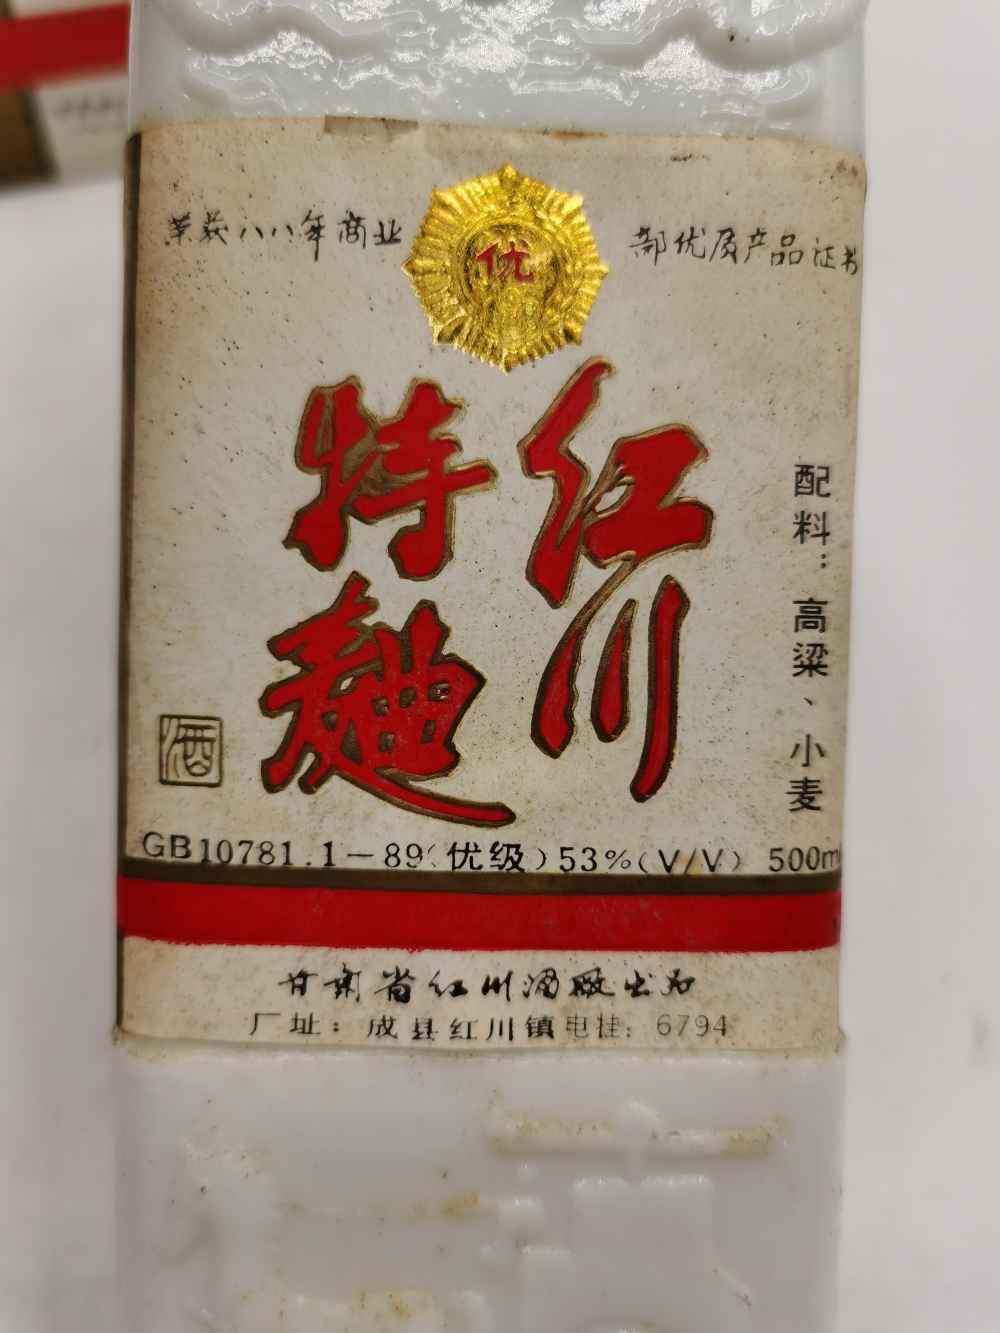 荣获八八年商业部优质产品证书
优
红川
特麯
配料：高粱、小麦
酒
GB10781.1－89(优级)53%(V/V) 500m
甘肃省红川酒厰出品
厂址：成县红川镇电挂：6794